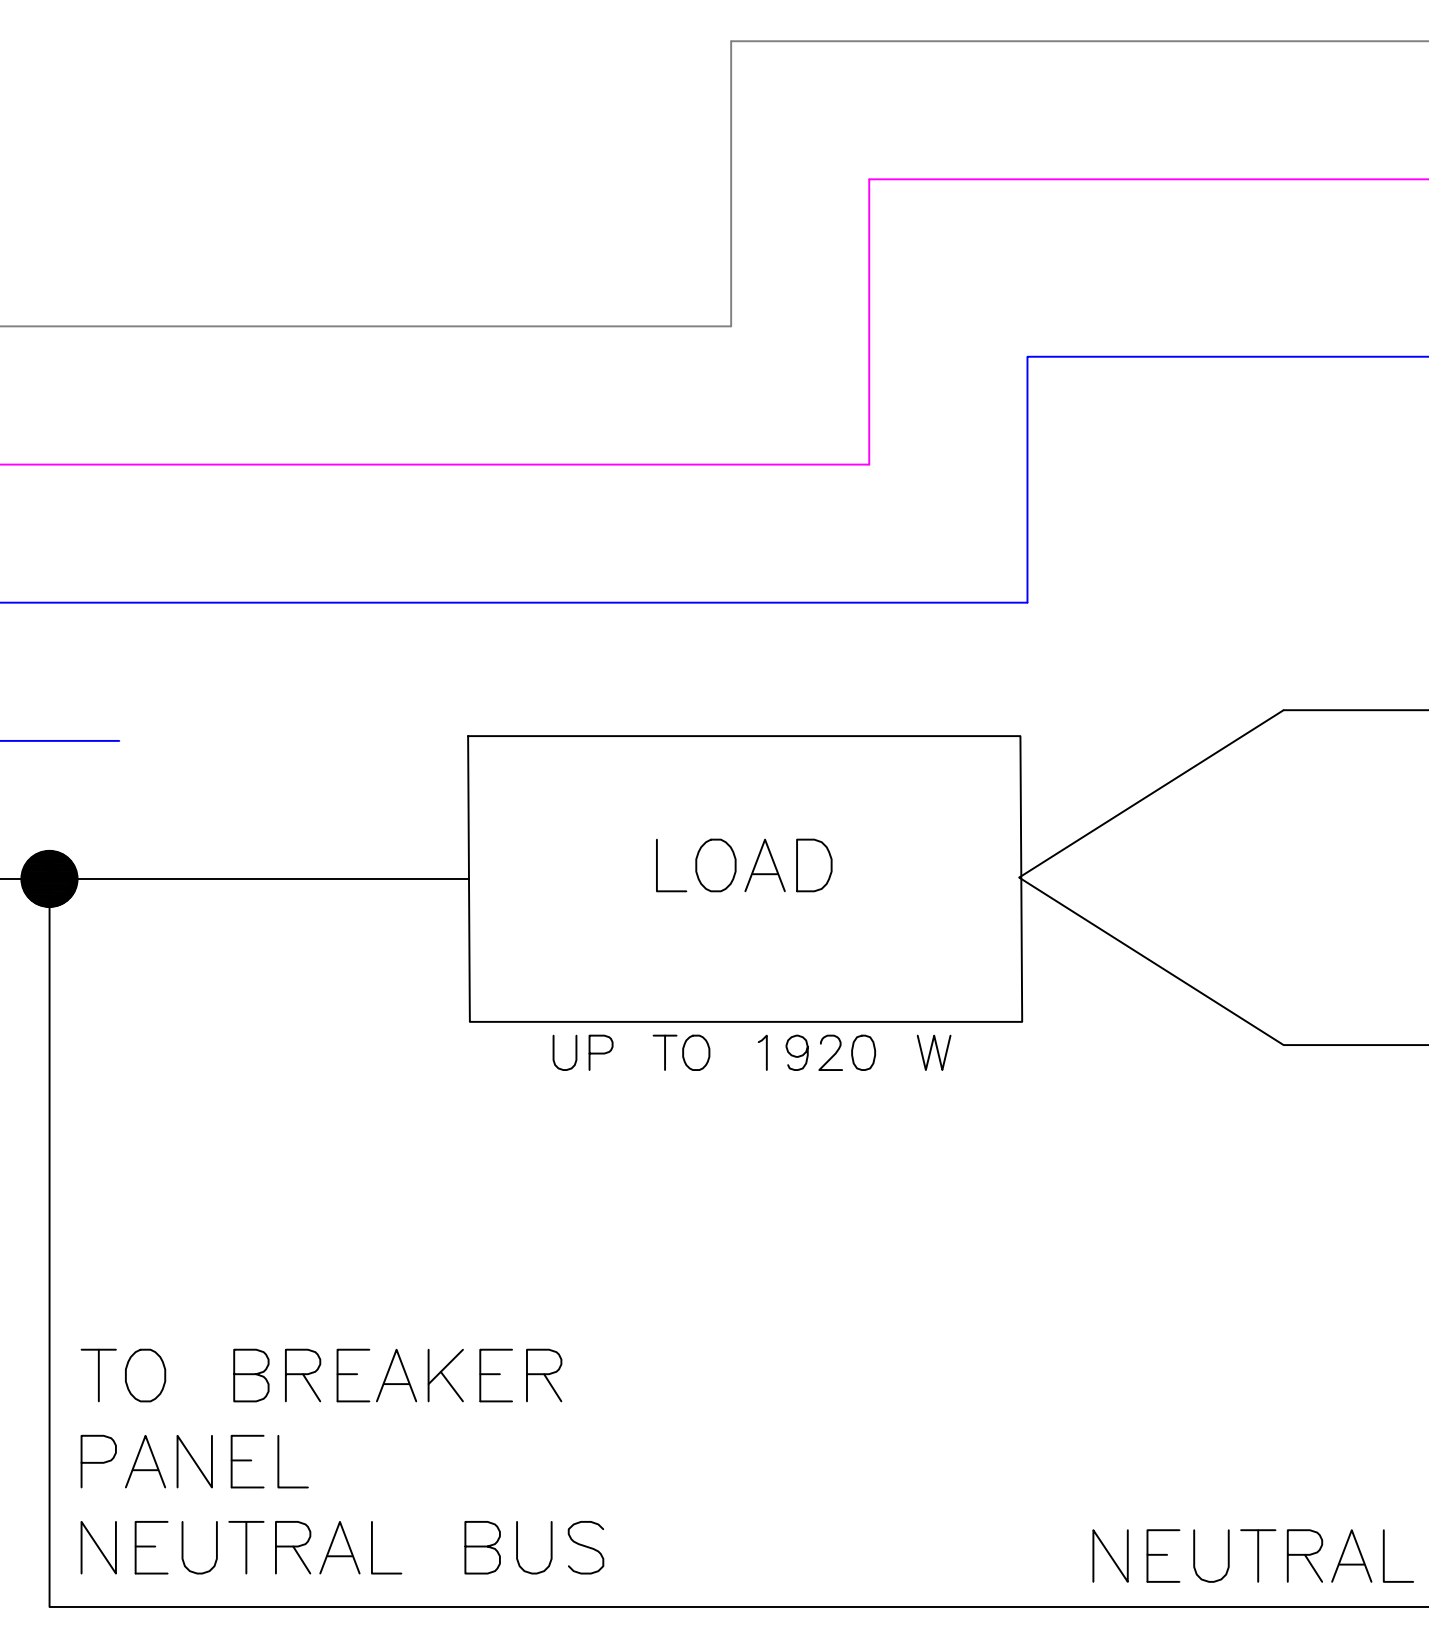 LOAD
UP TO 1920 W
TO BREAKER
PANEL
NEUTRAL BUS
NEUTRAL